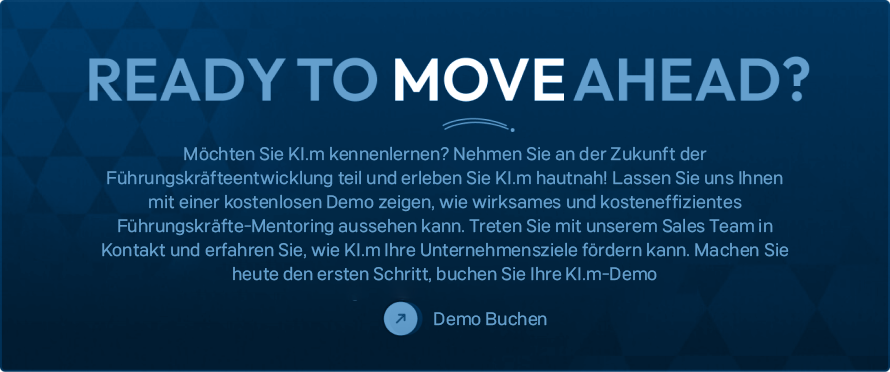 READY TO MOVE AHEAD?
Möchten Sie KI.m kennenlernen? Nehmen Sie an der Zukunft der
Führungskräfteentwicklung teil und erleben Sie KI.m hautnah! Lassen Sie uns Ihnen
mit einer kostenlosen Demo zeigen, wie wirksames und kosteneffizientes
Führungskräfte-Mentoring aussehen kann. Treten Sie mit unserem Sales Team in
Kontakt und erfahren Sie, wie KI.m Ihre Unternehmensziele fördern kann. Machen Sie
heute den ersten Schritt, buchen Sie Ihre KI.m-Demo
Demo Buchen